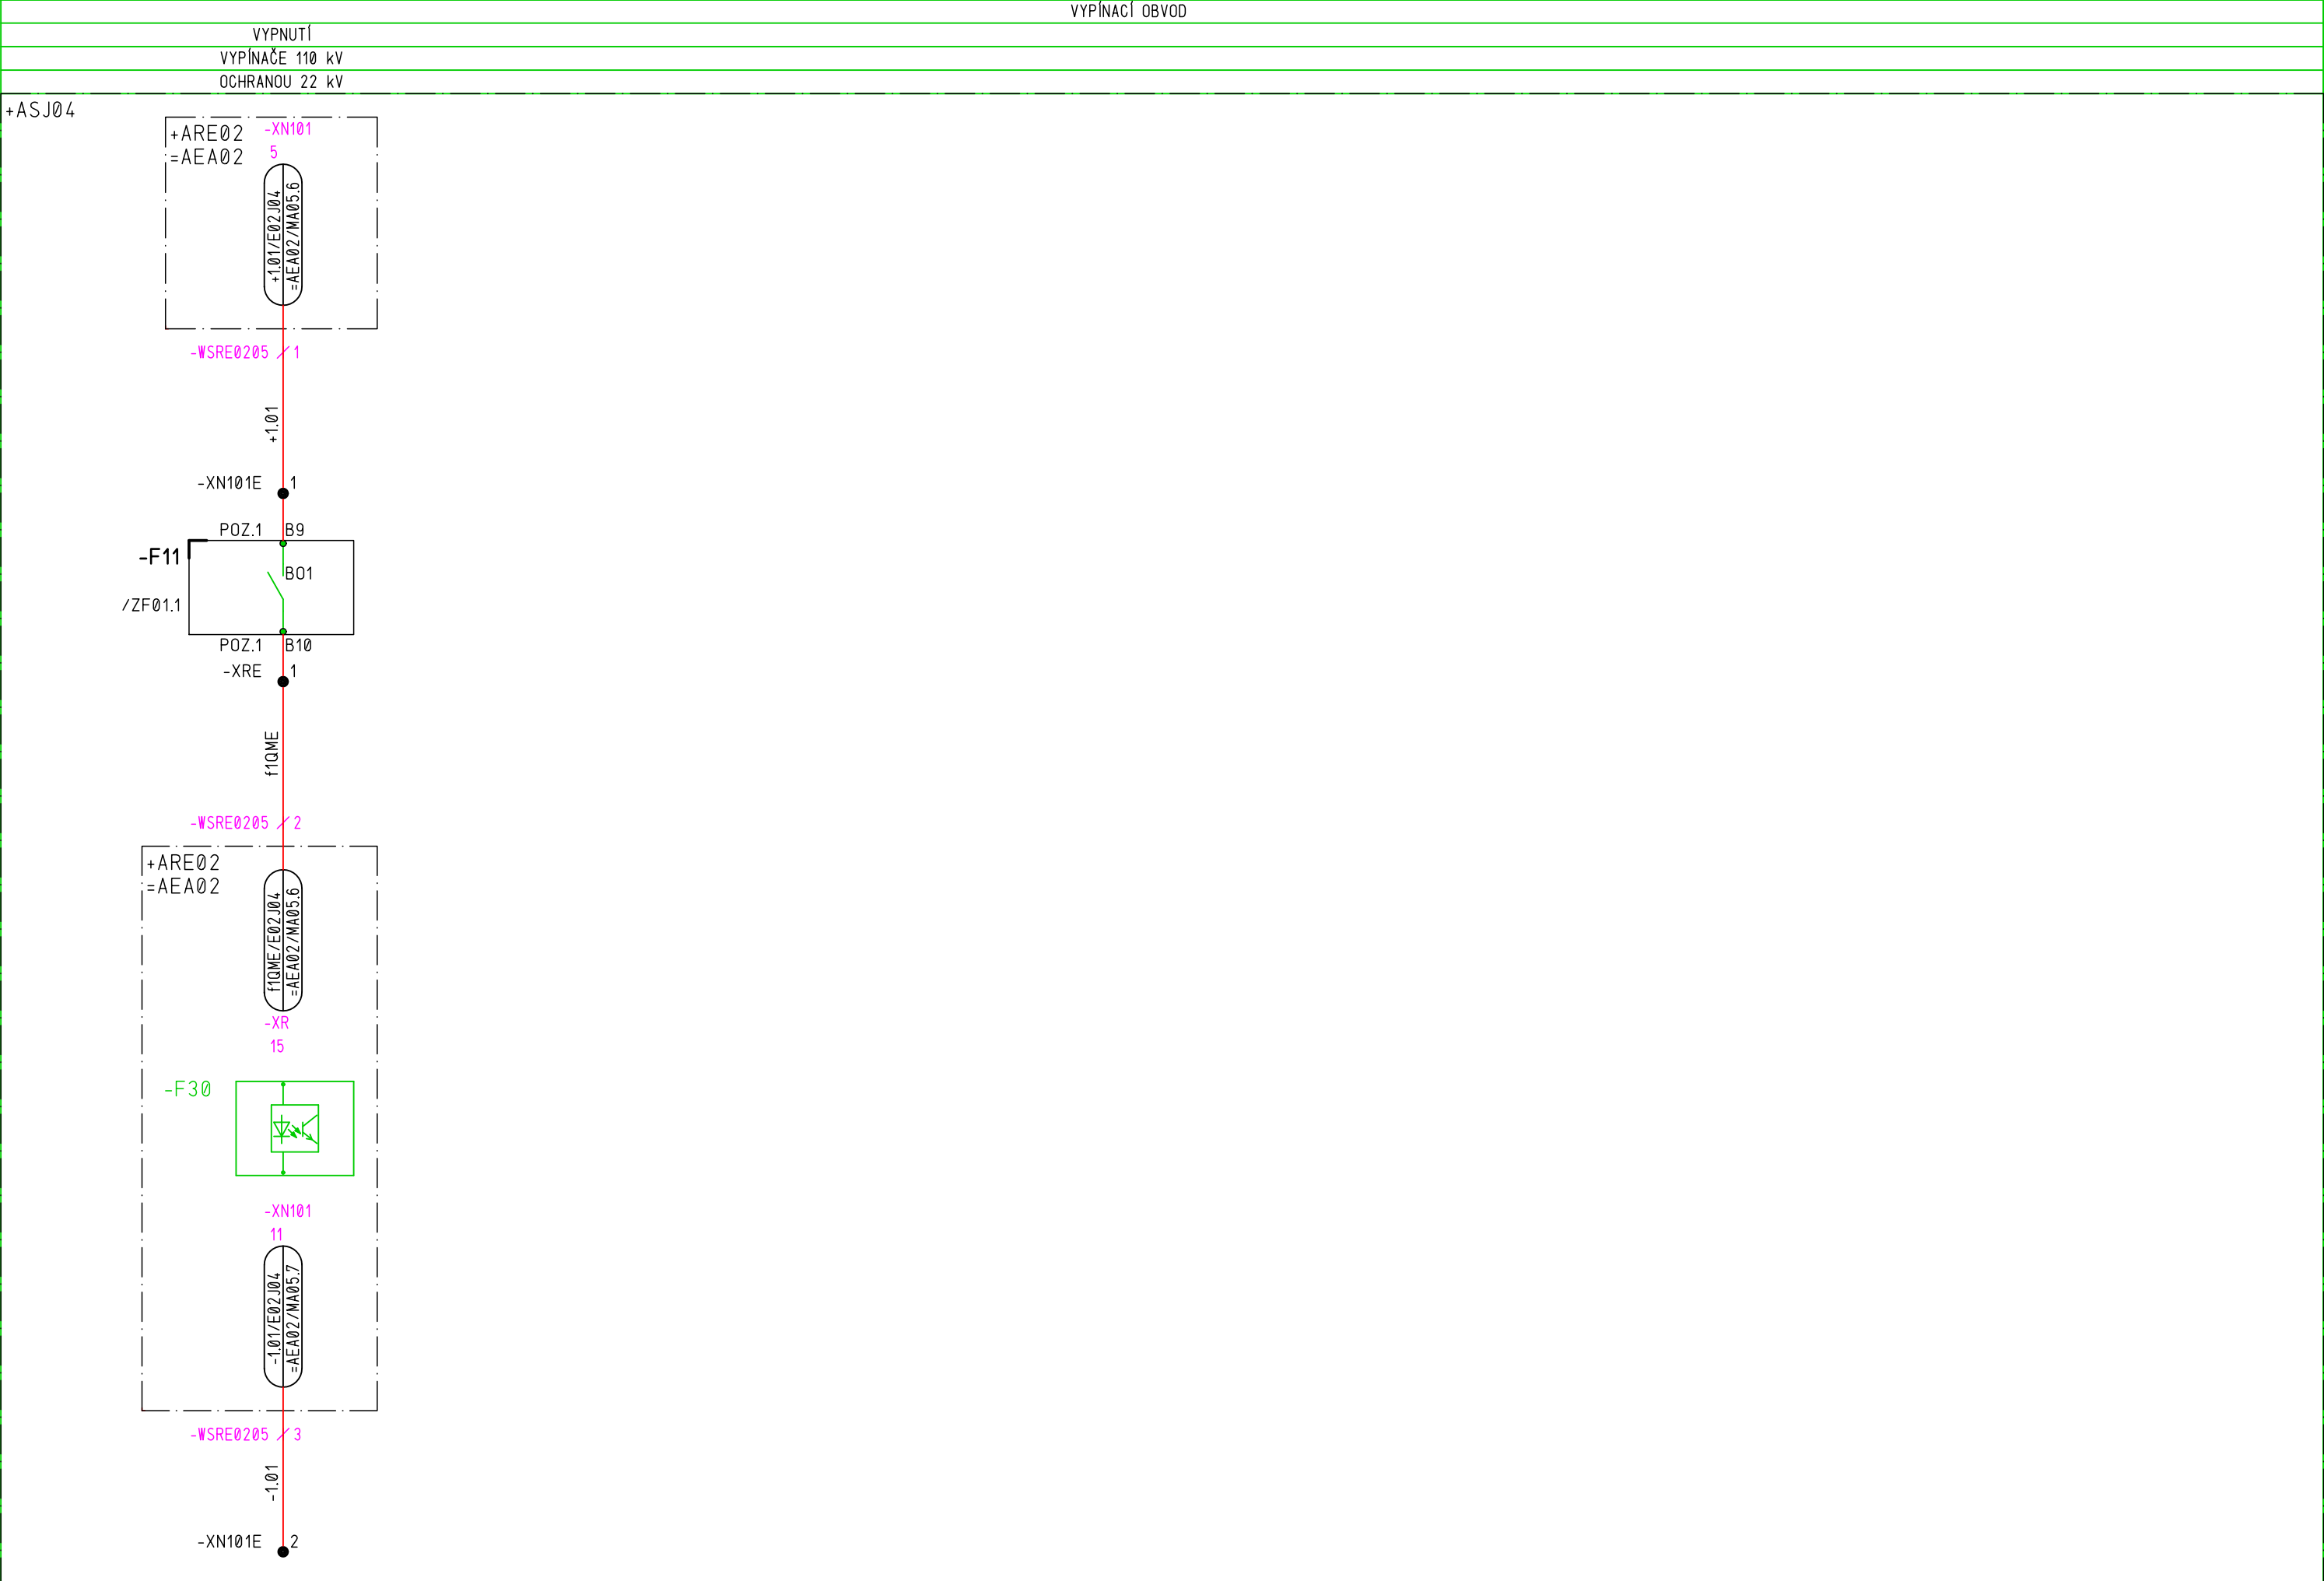 VYPÍNACÍ OBVOD
VYPNUTÍ
VYPÍNAČE 110 kV
OCHRANOU 22 kV
+ASJ04
+ARE02
=AEA02
-XN101
5
+1.01/E02J04
=AEA02/MA05.6
-WSRE0205 1
+1.01
-XN101E 1
POZ.1 B9
-F11
BO1
/ZF01.1
POZ.1 B10
-XRE 1
f1QME
-WSRE0205 2
+ARE02
=AEA02
f1QME/E02J04
=AEA02/MA05.6
-XR
15
-F30
-XN101
11
-1.01/E02J04
=AEA02/MA05.7
-WSRE0205 3
-1.01
-XN101E 2